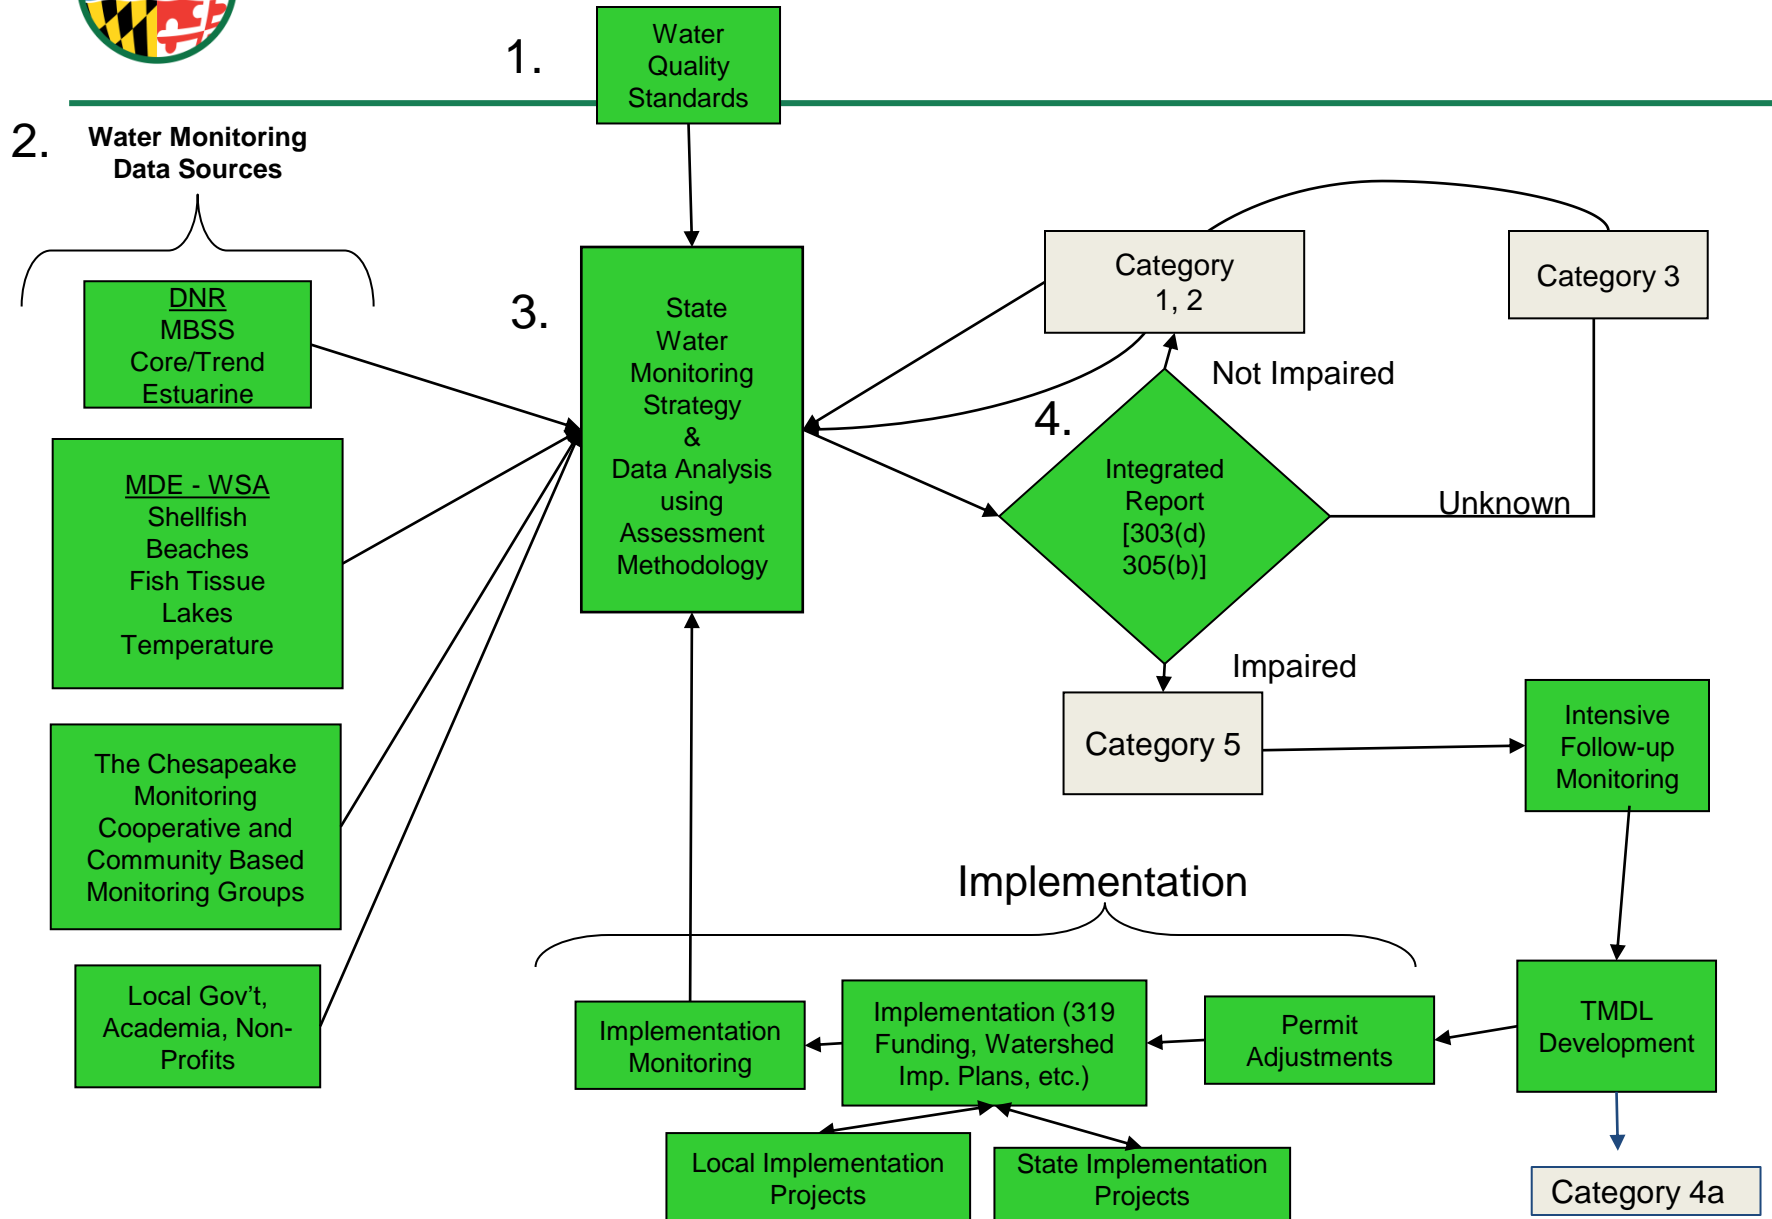 1.
Water
Quality
Standards
2.
Water Monitoring
Data Sources
DNR
MBSS
Core/Trend
Estuarine
MDE - WSA
Shellfish
Beaches
Fish Tissue
Lakes
Temperature
The Chesapeake
Monitoring
Cooperative and
Community Based
Monitoring Groups
Local Gov’t,
Academia, Non-
Profits
3.
State
Water
Monitoring
Strategy
&
Data Analysis
using
Assessment
Methodology
Category
1, 2
Category 3
Not Impaired
4.
Integrated
Report
[303(d)
305(b)]
Unknown
Impaired
Category 5
Intensive
Follow-up
Monitoring
Implementation
TMDL
Development
Permit
Adjustments
Implementation (319
Funding, Watershed
Imp. Plans, etc.)
Implementation
Monitoring
Local Implementation
Projects
State Implementation
Projects
Category 4a